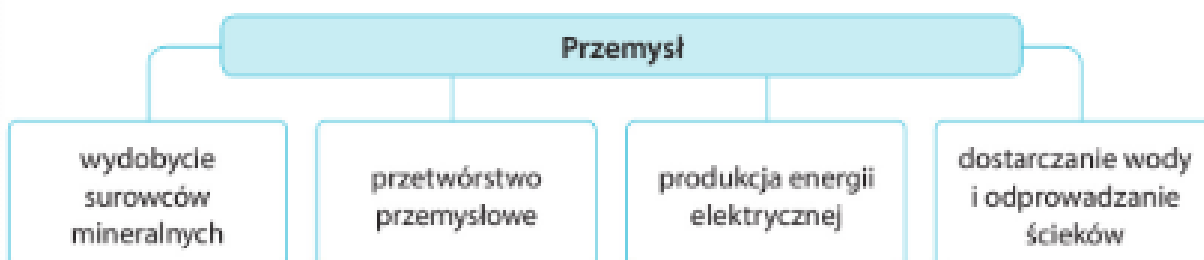 Przemysł
wydobycie
surowców
mineralnych
przetwórstwo
przemysłowe
produkcja energii
elektrycznej
dostarczanie wody
i odprowadzanie
ścieków